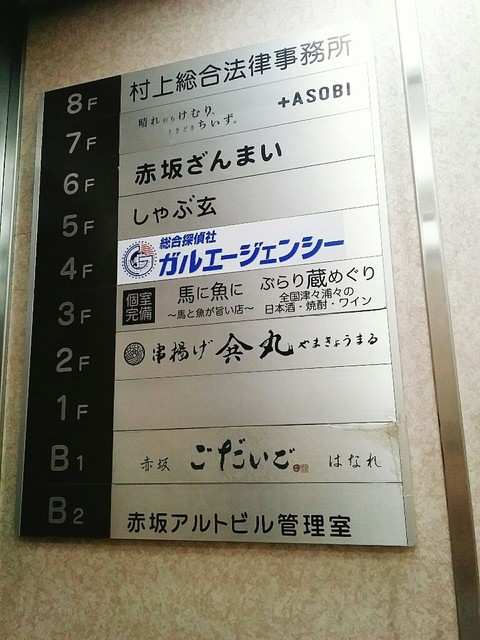 8F 村上総合法律事務所
7F 晴れのちけむり、ときどきちぃず。 +ASOBI
6F 赤坂ざんまい
5F しゃぶ玄
4F 総合探偵社 ガルエージェンシー
3F 個室完備 馬に魚に ～馬と魚が旨い店～ ぶらり蔵めぐり 全国津々浦々の日本酒・焼酎・ワイン
2F 串揚げ 丸 やまきょうまる
1F
B1 赤坂 ごだいご はなれ
B2 赤坂アルトビル管理室